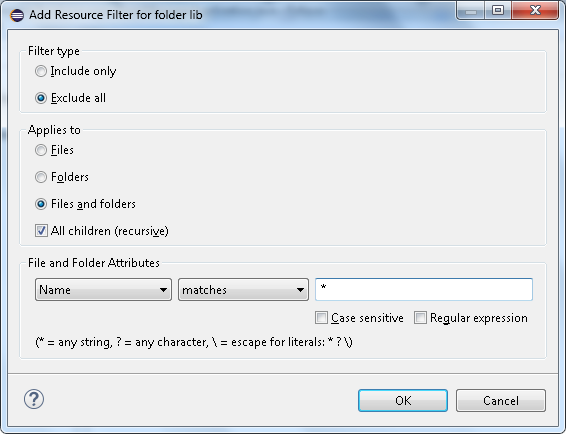 Add Resource Filter for folder lib
Filter type
Include only
Exclude all
Applies to
Files
Folders
Files and folders
All children (recursive)
File and Folder Attributes
Name matches *
Case sensitive Regular expression
(* = any string, ? = any character, \ = escape for literals: * ? \)
? OK Cancel